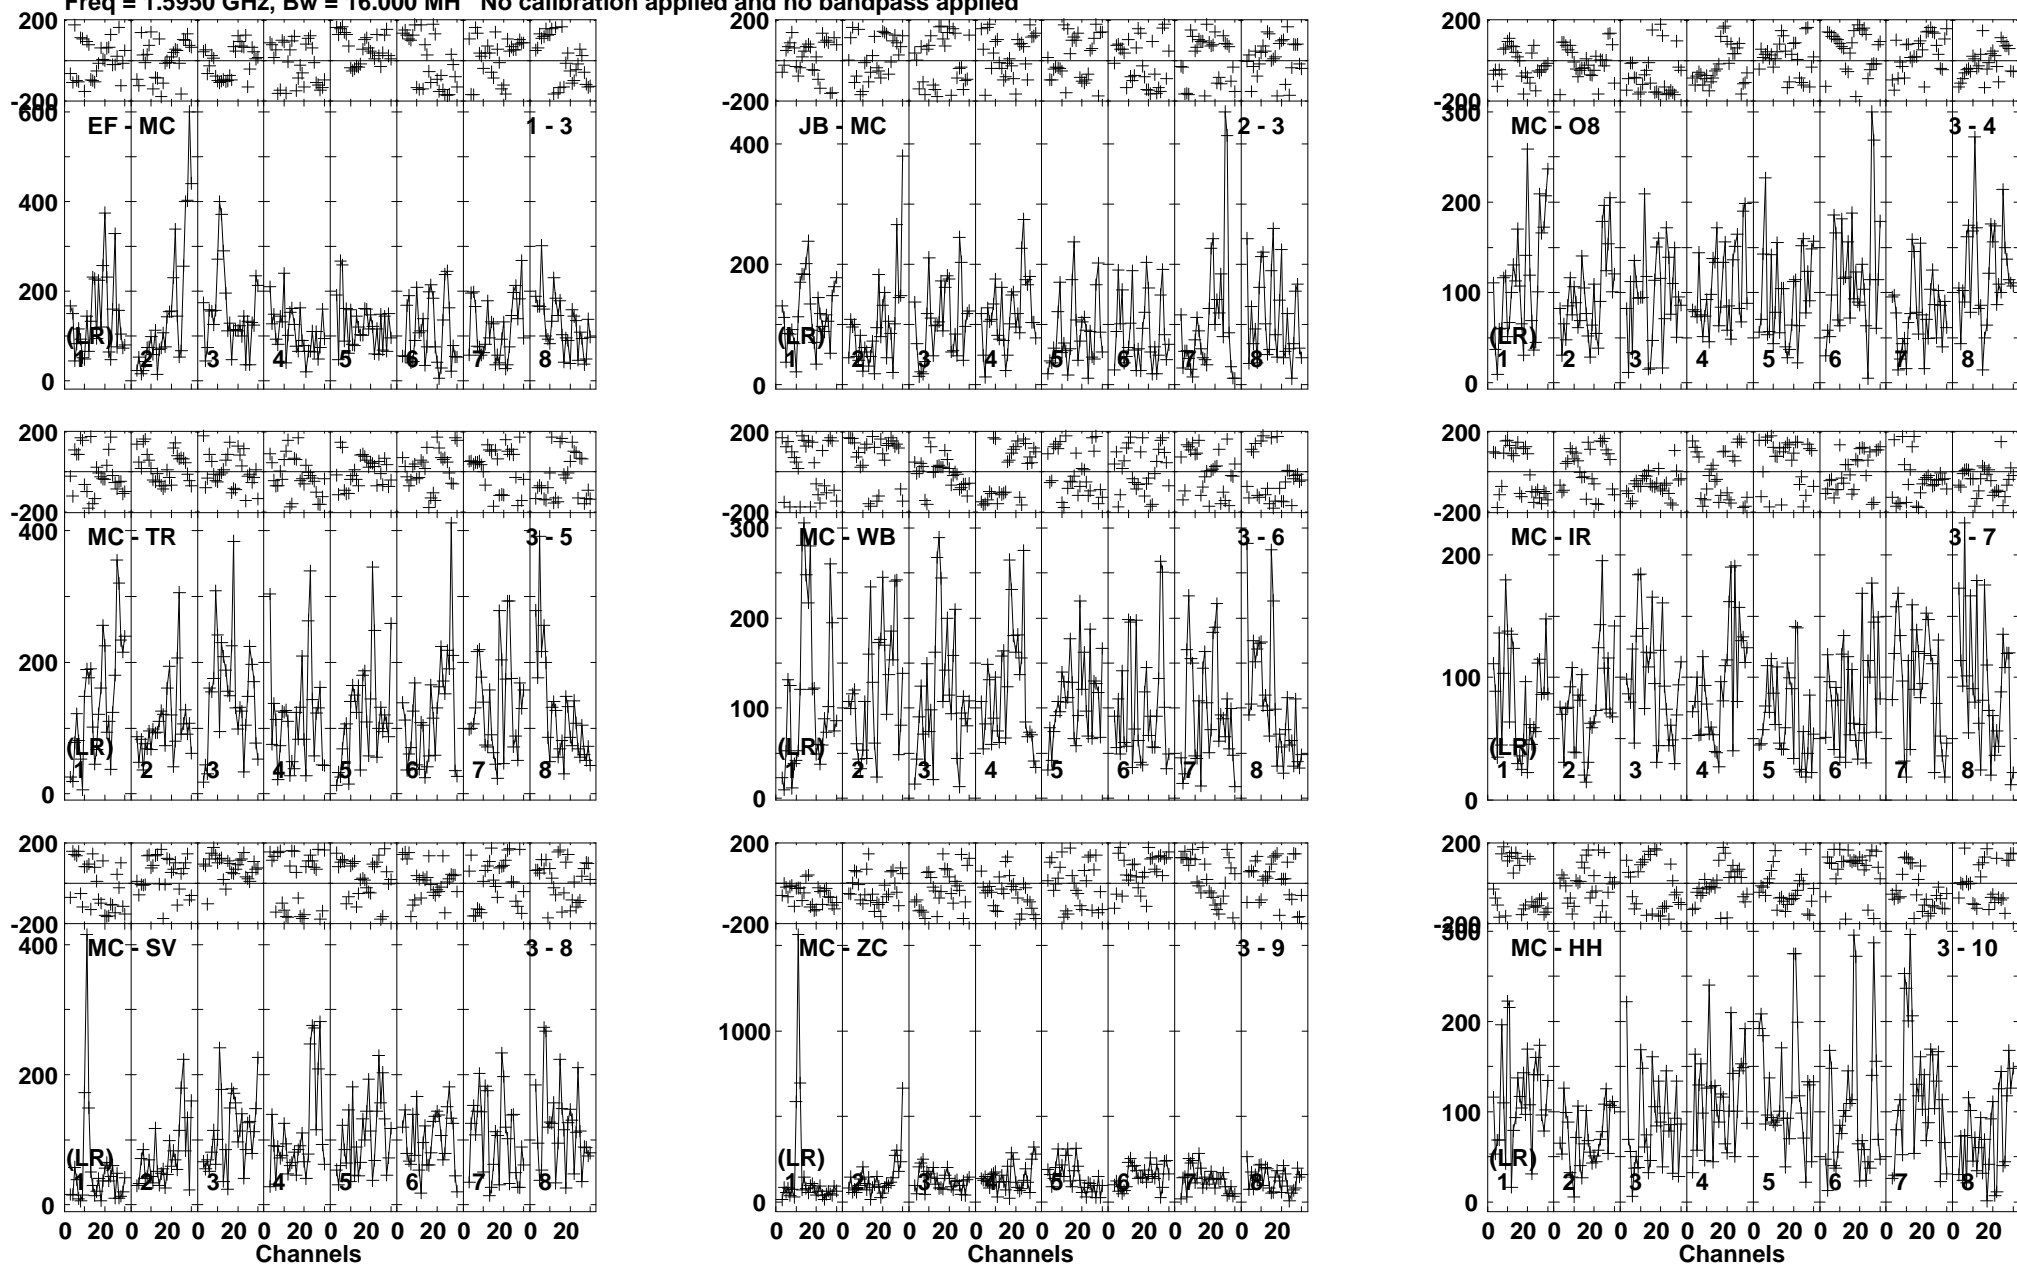 Freq = 1.5950 GHz, Bw = 16.000 MH No calibration applied and no bandpass applied
200 200 200
-200 -200 -200
600 EF - MC 1 - 3 JB - MC 2 - 3 300 MC - O8 3 - 4
400 400 200
200 200 100
(LR) (LR) (LR)
1 2 3 4 5 6 7 8 1 2 3 4 5 6 7 8 1 2 3 4 5 6 7 8
0 0 0
200 200 200
-200 -200 -200
400 MC - TR 3 - 5 300 MC - WB 3 - 6 MC - IR 3 - 7
200 200 200
100 100
(LR) (LR) (LR)
1 2 3 4 5 6 7 8 1 2 3 4 5 6 7 8 1 2 3 4 5 6 7 8
0 0 0
200 200 200
-200 -200 -200
400 MC - SV 3 - 8 MC - ZC 3 - 9 300 MC - HH 3 - 10
200 1000 200
100
(LR) (LR) (LR)
1 2 3 4 5 6 7 8 1 2 3 4 5 6 7 8 1 2 3 4 5 6 7 8
0 0 0
0 20 0 20 0 20 0 20 0 20 0 20 0 20 0 20 0 20 0 20 0 20 0 20 0 20 0 20 0 20 0 20 0 20 0 20 0 20 0 20 0 20 0 20 0 20 0 20
Channels Channels Channels